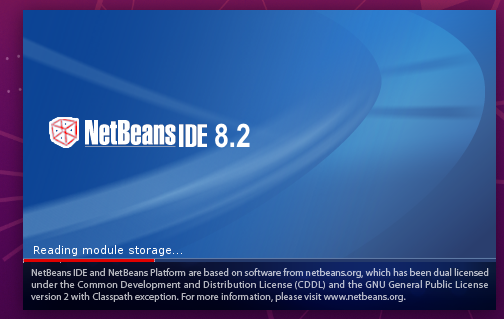 NetBeans IDE 8.2
Reading module storage...
NetBeans IDE and NetBeans Platform are based on software from netbeans.org, which has been dual licensed
under the Common Development and Distribution License (CDDL) and the GNU General Public License
version 2 with Classpath exception. For more information, please visit www.netbeans.org.